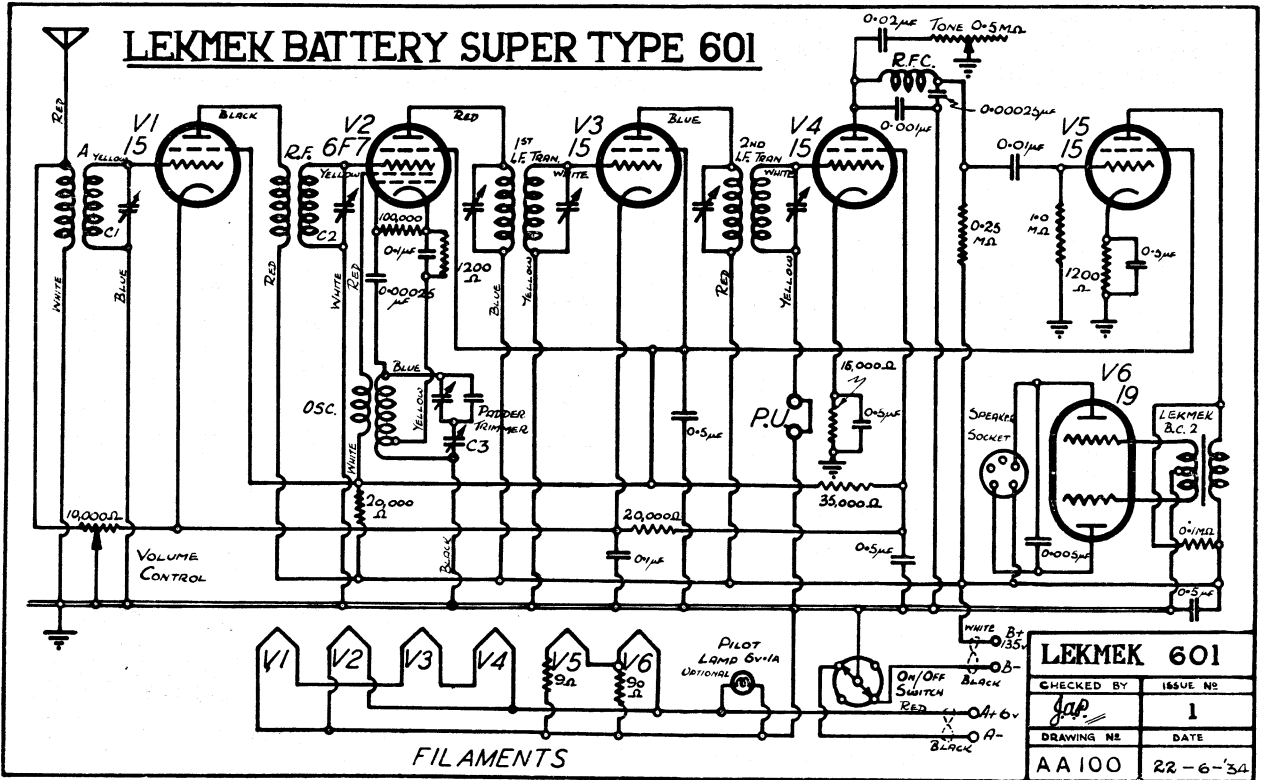 LEKMEK BATTERY SUPER TYPE 601
0·02µF
TONE 0·5MΩ
R.F.C.
0·00025µF
0·001µF
RED
A
YELLOW
V1
15
BLACK
C1
WHITE
BLUE
R.F.
V2
6F7
YELLOW
RED
C2
RED
WHITE
RED
100,000
0·1µF
1200
Ω
0·00025
µF
1ST
I.F. TRAN.
WHITE
V3
15
BLUE
BLUE
YELLOW
2ND
I.F. TRAN
WHITE
V4
15
RED
YELLOW
0·01µF
V5
15
0·25
MΩ
1·0
MΩ
1200
Ω
0·5µF
OSC.
BLUE
YELLOW
PADDER
TRIMMER
C3
WHITE
20,000
Ω
BLACK
0·5µF
P.U.
15,000Ω
0·5µF
35,000Ω
SPEAKER
SOCKET
V6
19
LEKMEK
B.C. 2
0·1MΩ
0·005µF
0·5µF
10,000Ω
VOLUME
CONTROL
20,000Ω
0·1µF
0·5µF
V1
V2
V3
V4
V5
9Ω
V6
90
Ω
PILOT
LAMP 6V·1A
OPTIONAL
ON/OFF
SWITCH
RED
WHITE
B+
135V
B-
BLACK
A+6V
A-
BLACK
FILAMENTS
LEKMEK 601
CHECKED BY
ISSUE Nº
J.a.P.
1
DRAWING Nº
DATE
AA100
22-6-'34